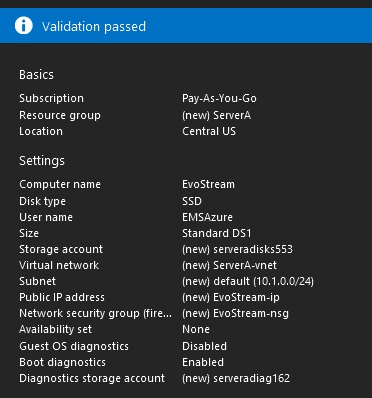 Validation passed
Basics
Subscription Pay-As-You-Go
Resource group (new) ServerA
Location Central US
Settings
Computer name EvoStream
Disk type SSD
User name EMSAzure
Size Standard DS1
Storage account (new) serveradisks553
Virtual network (new) ServerA-vnet
Subnet (new) default (10.1.0.0/24)
Public IP address (new) EvoStream-ip
Network security group (fire... (new) EvoStream-nsg
Availability set None
Guest OS diagnostics Disabled
Boot diagnostics Enabled
Diagnostics storage account (new) serveradiag162